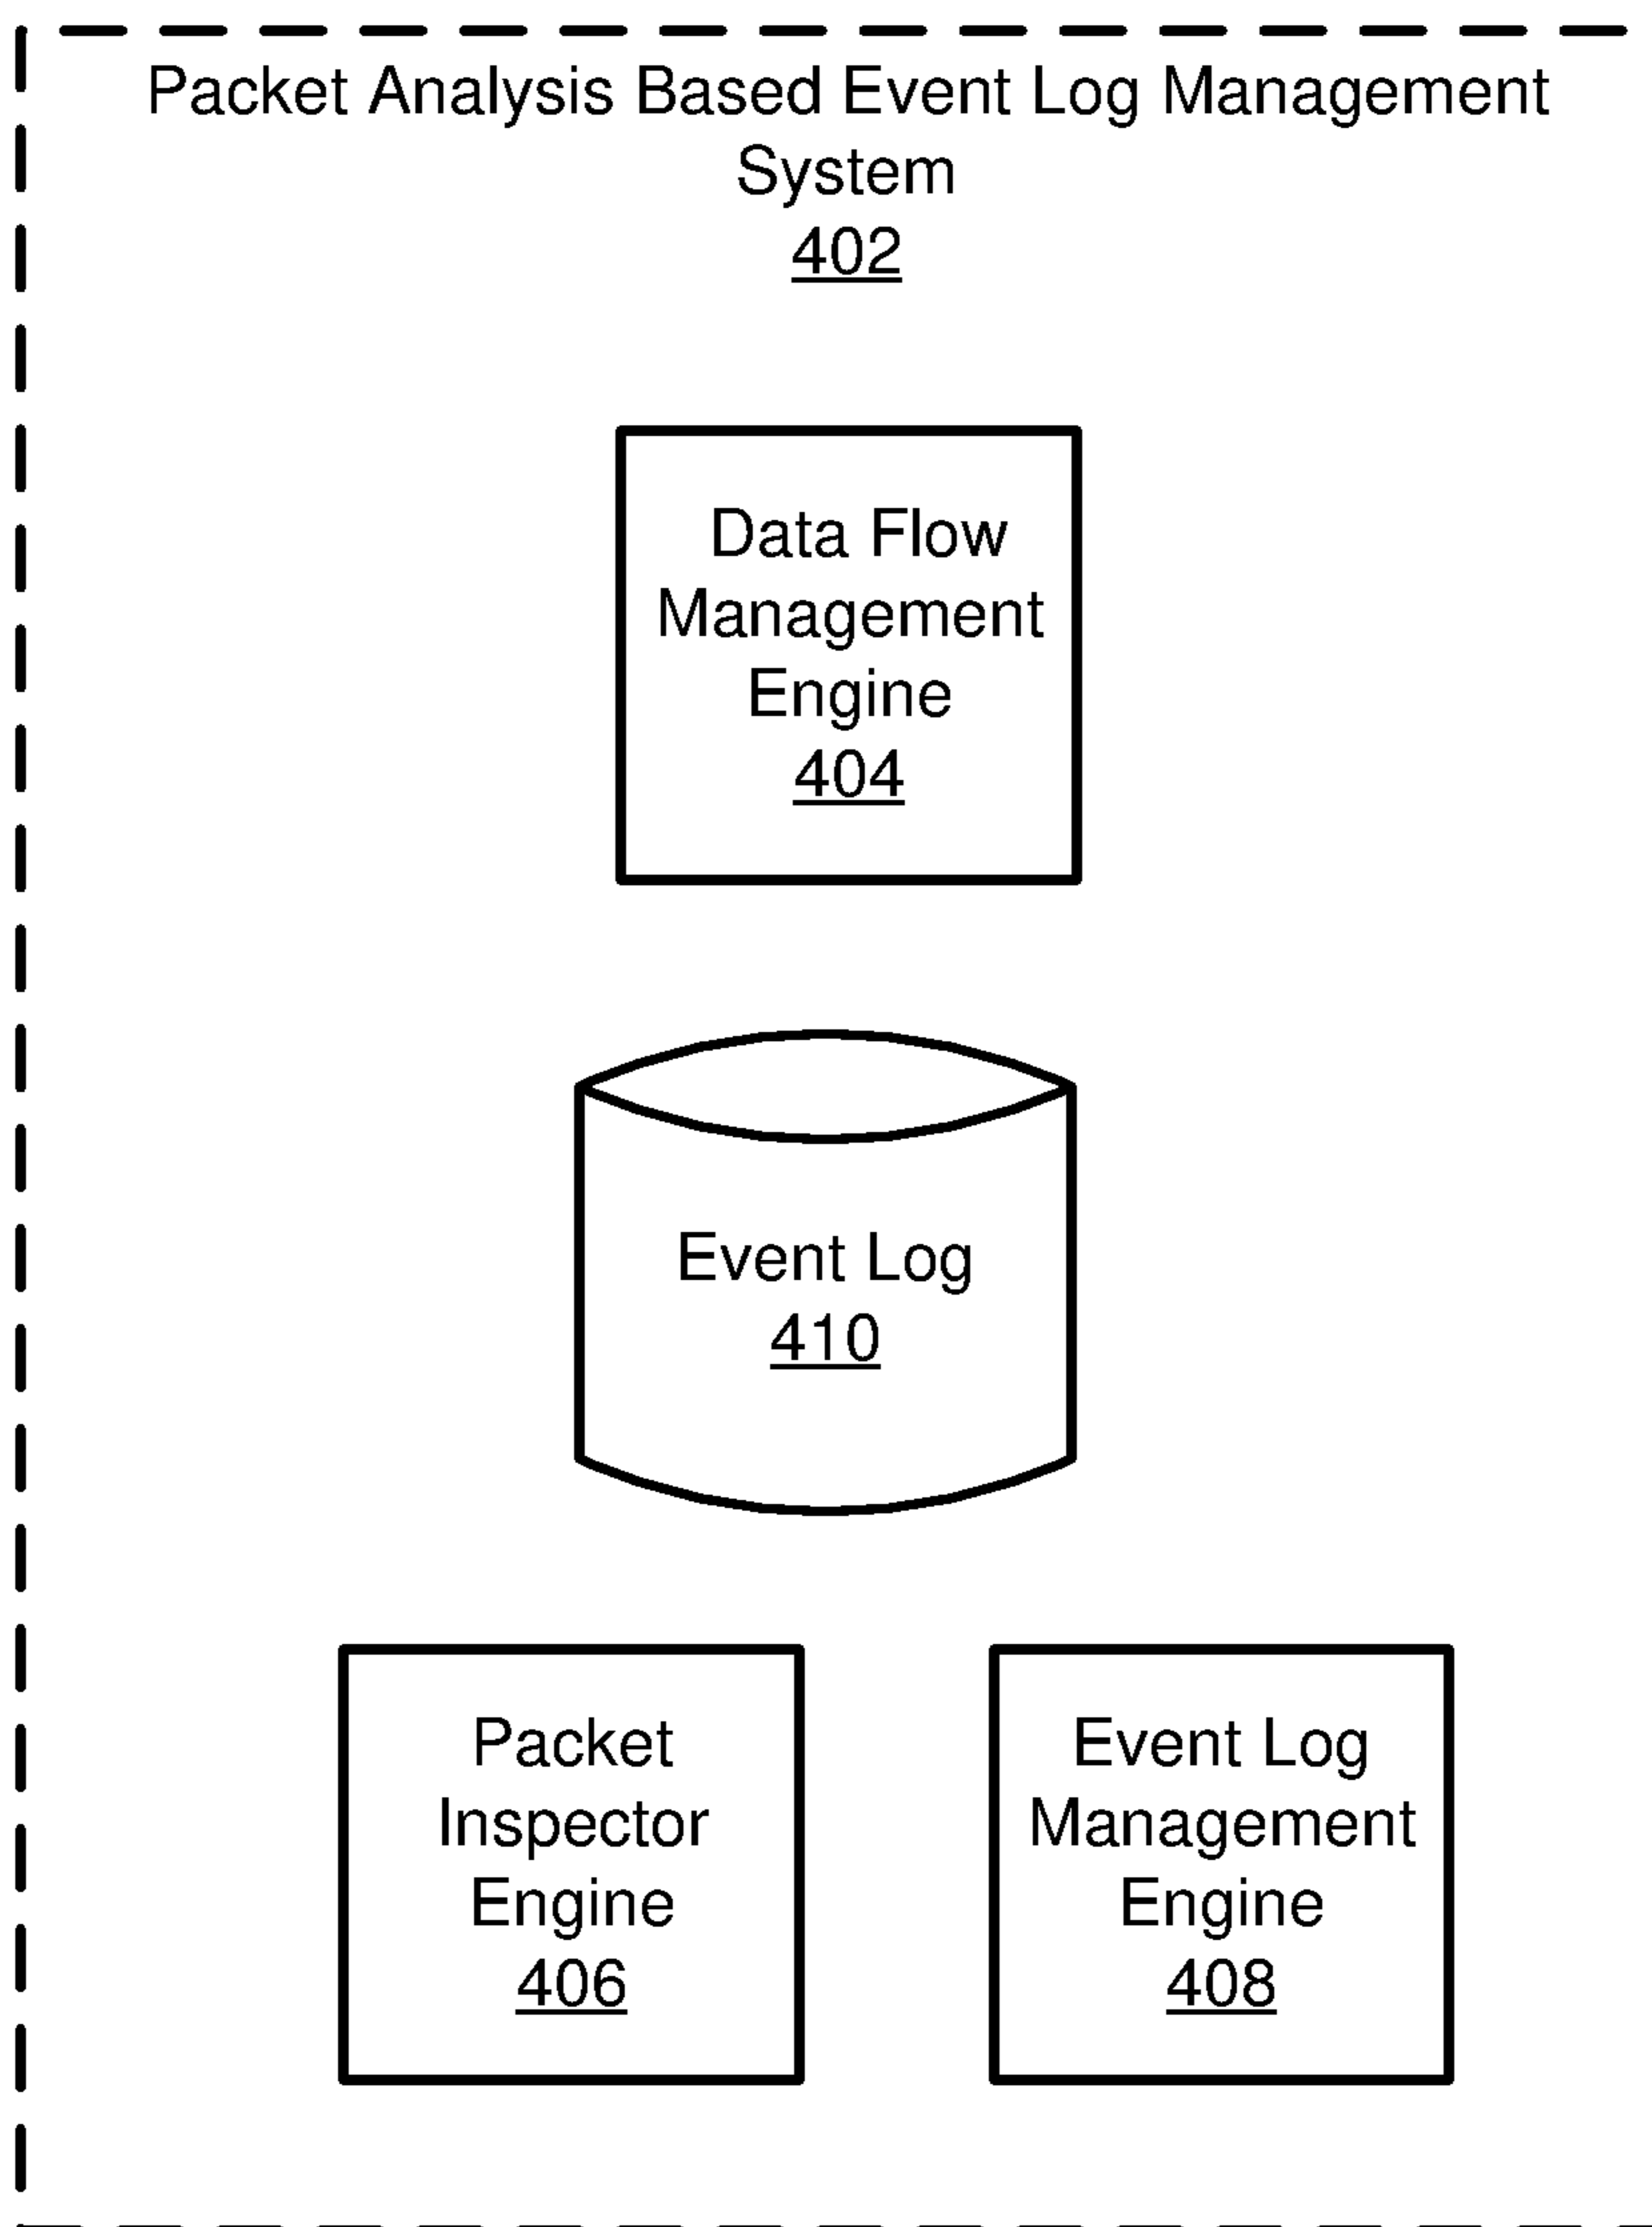 Packet Analysis Based Event Log Management
System
402
Data Flow
Management
Engine
404
Event Log
410
Packet
Inspector
Engine
406
Event Log
Management
Engine
408